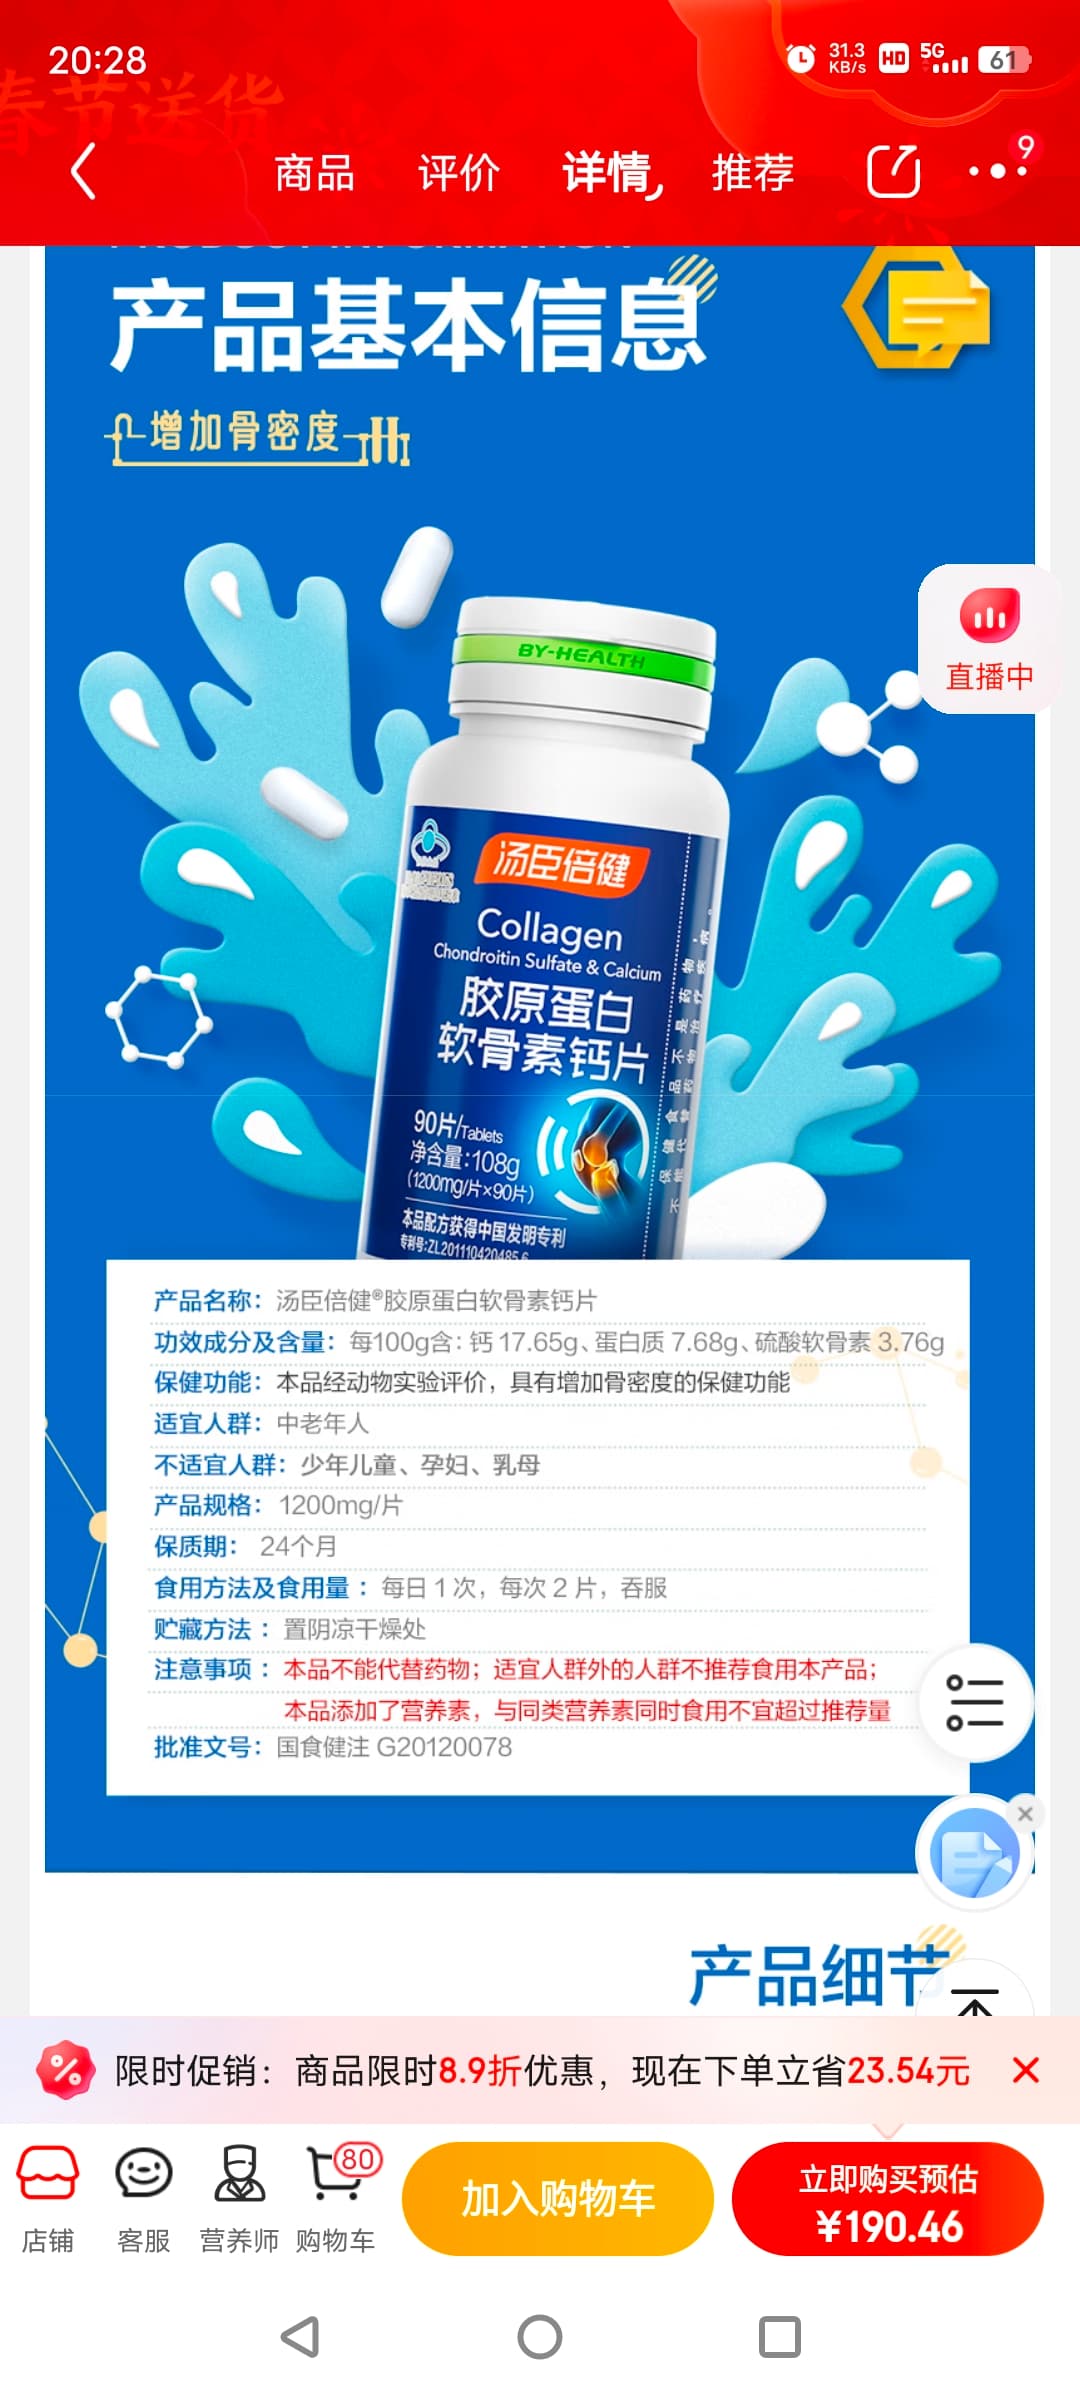 20:28
31.3
KB/s
HD
5G
61
春节送货
商品
评价
详情
推荐
9
PRODUCT INFORMATION
产品基本信息
增加骨密度
直播中
BY-HEALTH
汤臣倍健
Collagen
Chondroitin Sulfate & Calcium
胶原蛋白
软骨素钙片
90片/Tablets
净含量:108g
(1200mg/片×90片)
本品配方获得中国发明专利
专利号:ZL201110420485.6
产品名称：汤臣倍健®胶原蛋白软骨素钙片
功效成分及含量：每100g含：钙 17.65g、蛋白质 7.68g、硫酸软骨素 3.76g
保健功能：本品经动物实验评价，具有增加骨密度的保健功能
适宜人群：中老年人
不适宜人群：少年儿童、孕妇、乳母
产品规格：1200mg/片
保质期：24个月
食用方法及食用量：每日 1 次，每次 2 片，吞服
贮藏方法：置阴凉干燥处
注意事项：本品不能代替药物；适宜人群外的人群不推荐食用本产品；
本品添加了营养素，与同类营养素同时食用不宜超过推荐量
批准文号：国食健注 G20120078
产品细节
限时促销：商品限时8.9折优惠，现在下单立省23.54元
店铺
客服
营养师
80
购物车
加入购物车
立即购买预估
¥190.46